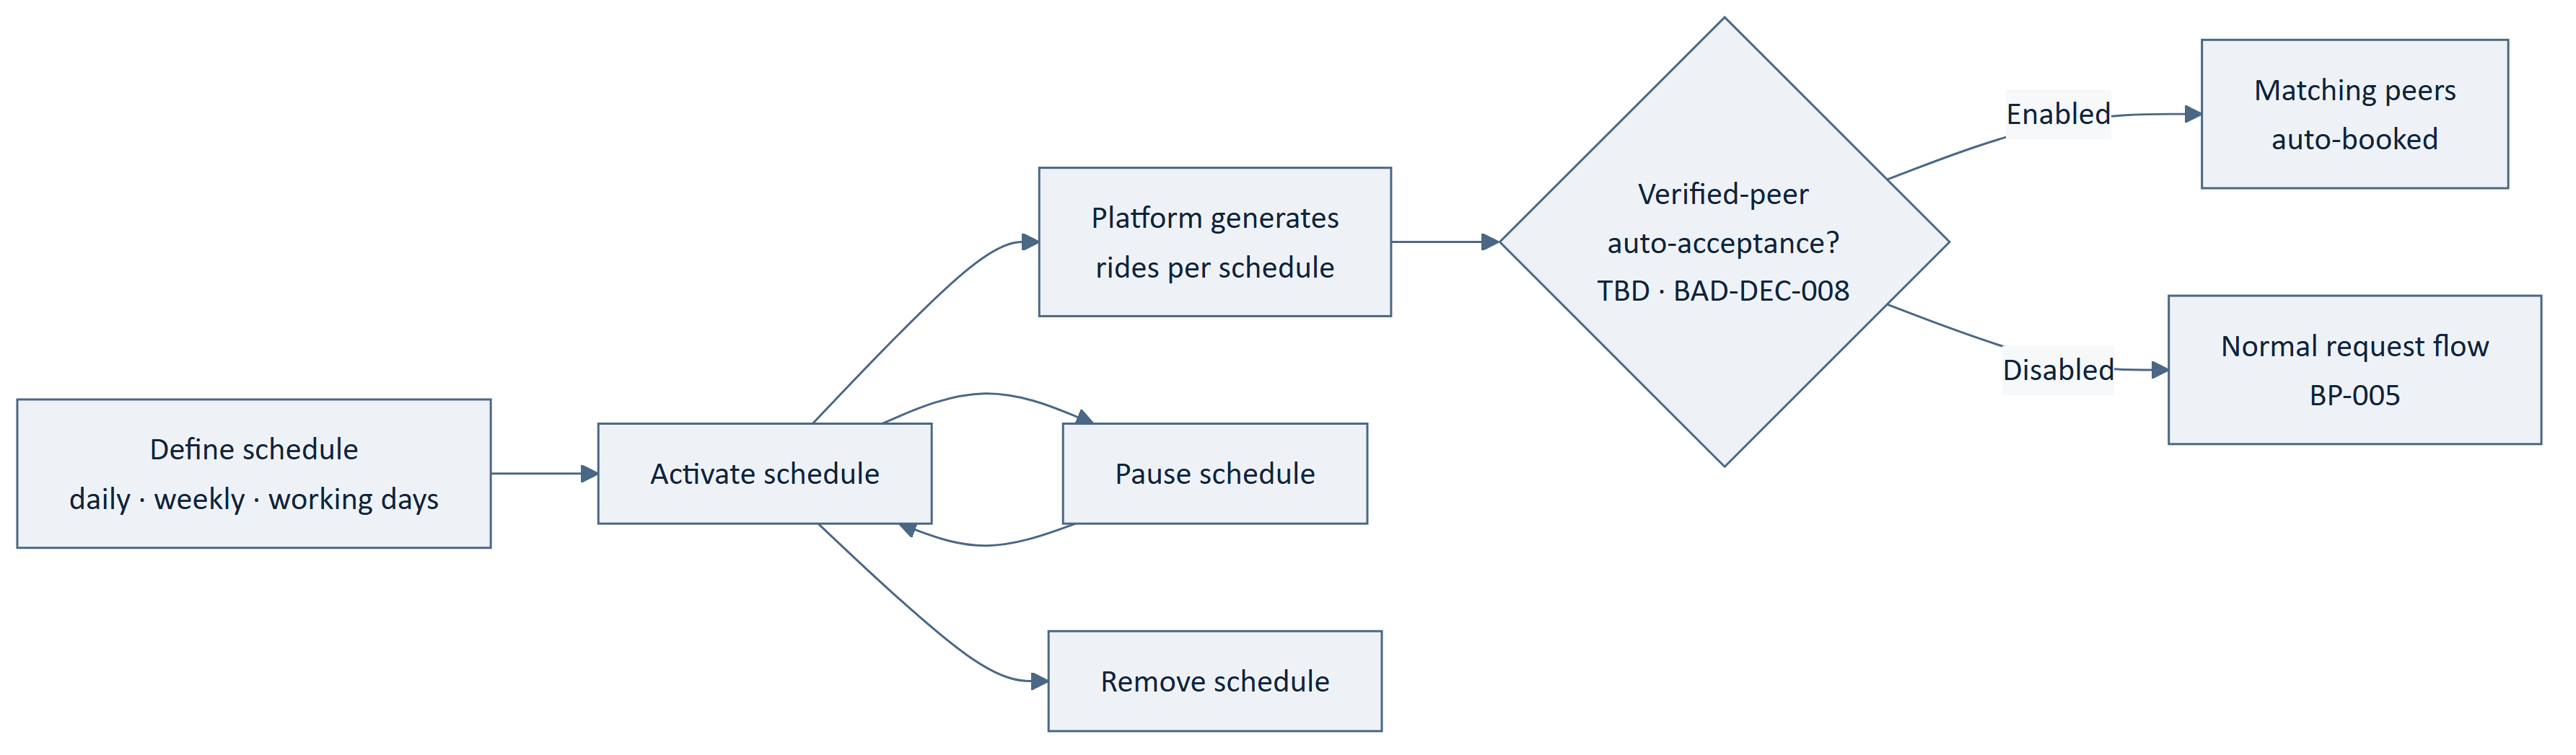 Define schedule
daily · weekly · working days
Activate schedule
Platform generates
rides per schedule
Pause schedule
Remove schedule
Verified-peer
auto-acceptance?
TBD · BAD-DEC-008
Enabled
Disabled
Matching peers
auto-booked
Normal request flow
BP-005